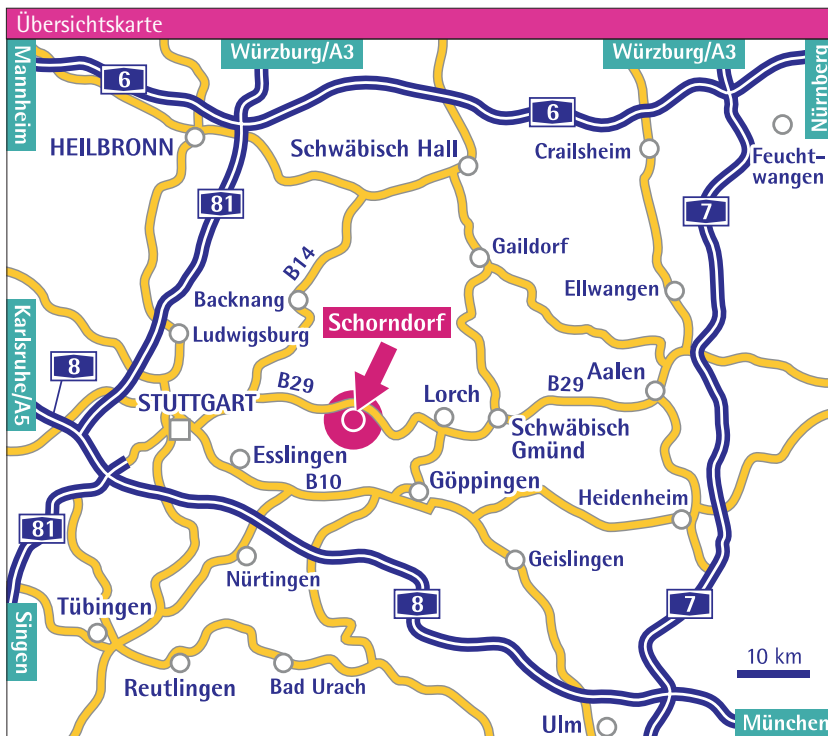 Übersichtskarte
Mannheim
Würzburg/A3
Würzburg/A3
Nürnberg
6
6
HEILBRONN
Schwäbisch Hall
Crailsheim
Feucht-
wangen
81
7
B14
Gaildorf
Ellwangen
Backnang
Karlsruhe/A5
Ludwigsburg
Schorndorf
8
B29
STUTTGART
Lorch
B29
Aalen
Schwäbisch
Gmünd
Esslingen
B10
Göppingen
Heidenheim
81
Nürtingen
Geislingen
8
7
Tübingen
Singen
Reutlingen
Bad Urach
10 km
Ulm
München